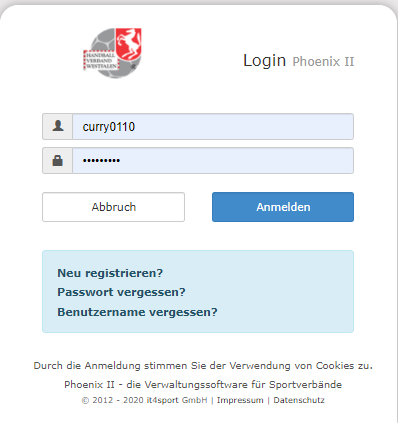 HANDBALL
VERBAND
WESTFALEN
Login Phoenix II
curry0110
•••••••••
Abbruch
Anmelden
Neu registrieren?
Passwort vergessen?
Benutzername vergessen?
Durch die Anmeldung stimmen Sie der Verwendung von Cookies zu.
Phoenix II - die Verwaltungssoftware für Sportverbände
© 2012 - 2020 it4sport GmbH | Impressum | Datenschutz